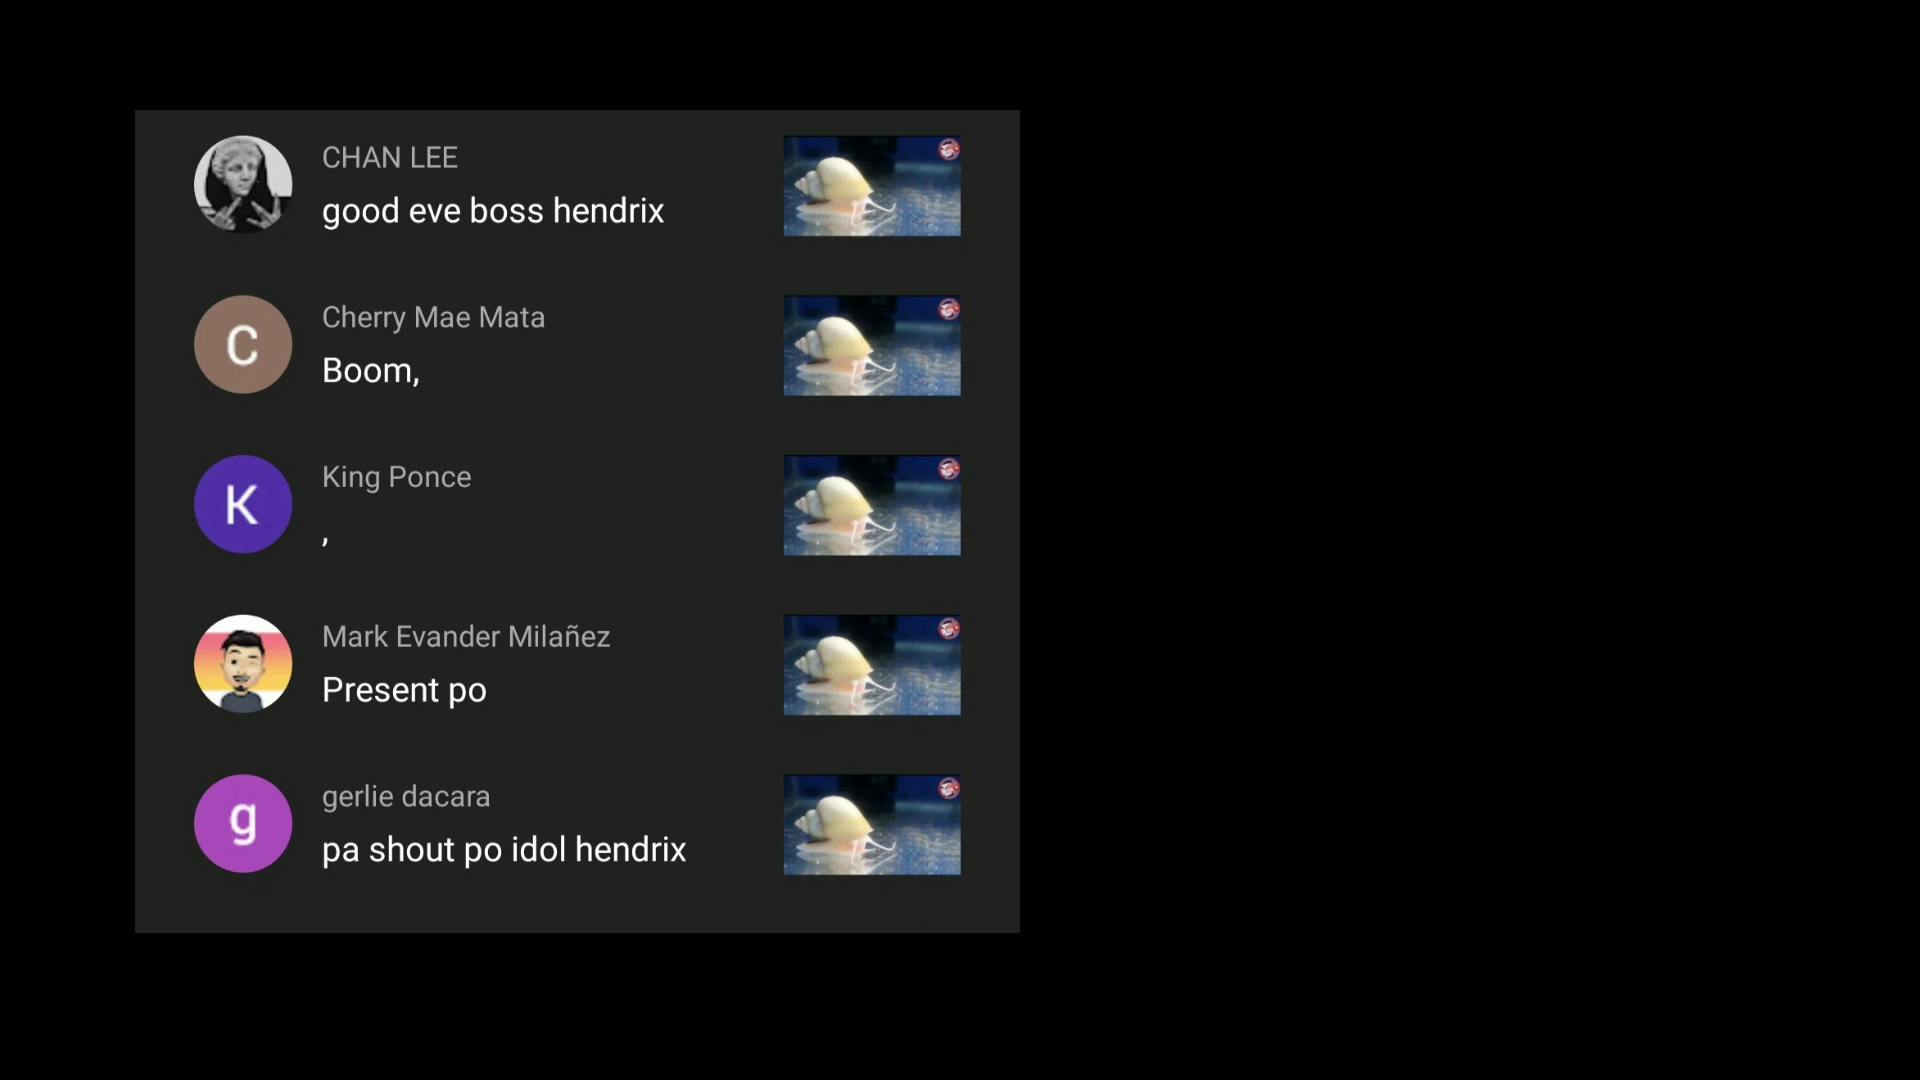 CHAN LEE
good eve boss hendrix
C
Cherry Mae Mata
Boom,
K
King Ponce
,
Mark Evander Milañez
Present po
g
gerlie dacara
pa shout po idol hendrix